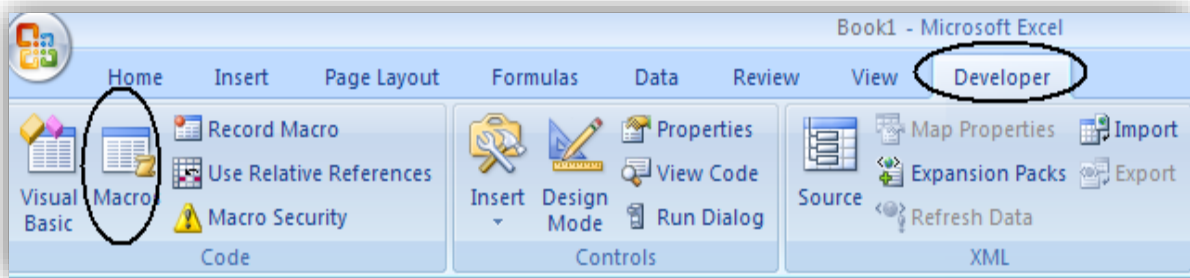 Book1 - Microsoft Excel
Home Insert Page Layout Formulas Data Review View Developer
Visual Basic
Macros
Record Macro
Use Relative References
Macro Security
Code
Insert
Design Mode
Properties
View Code
Run Dialog
Controls
Source
Map Properties
Expansion Packs
Refresh Data
Import
Export
XML